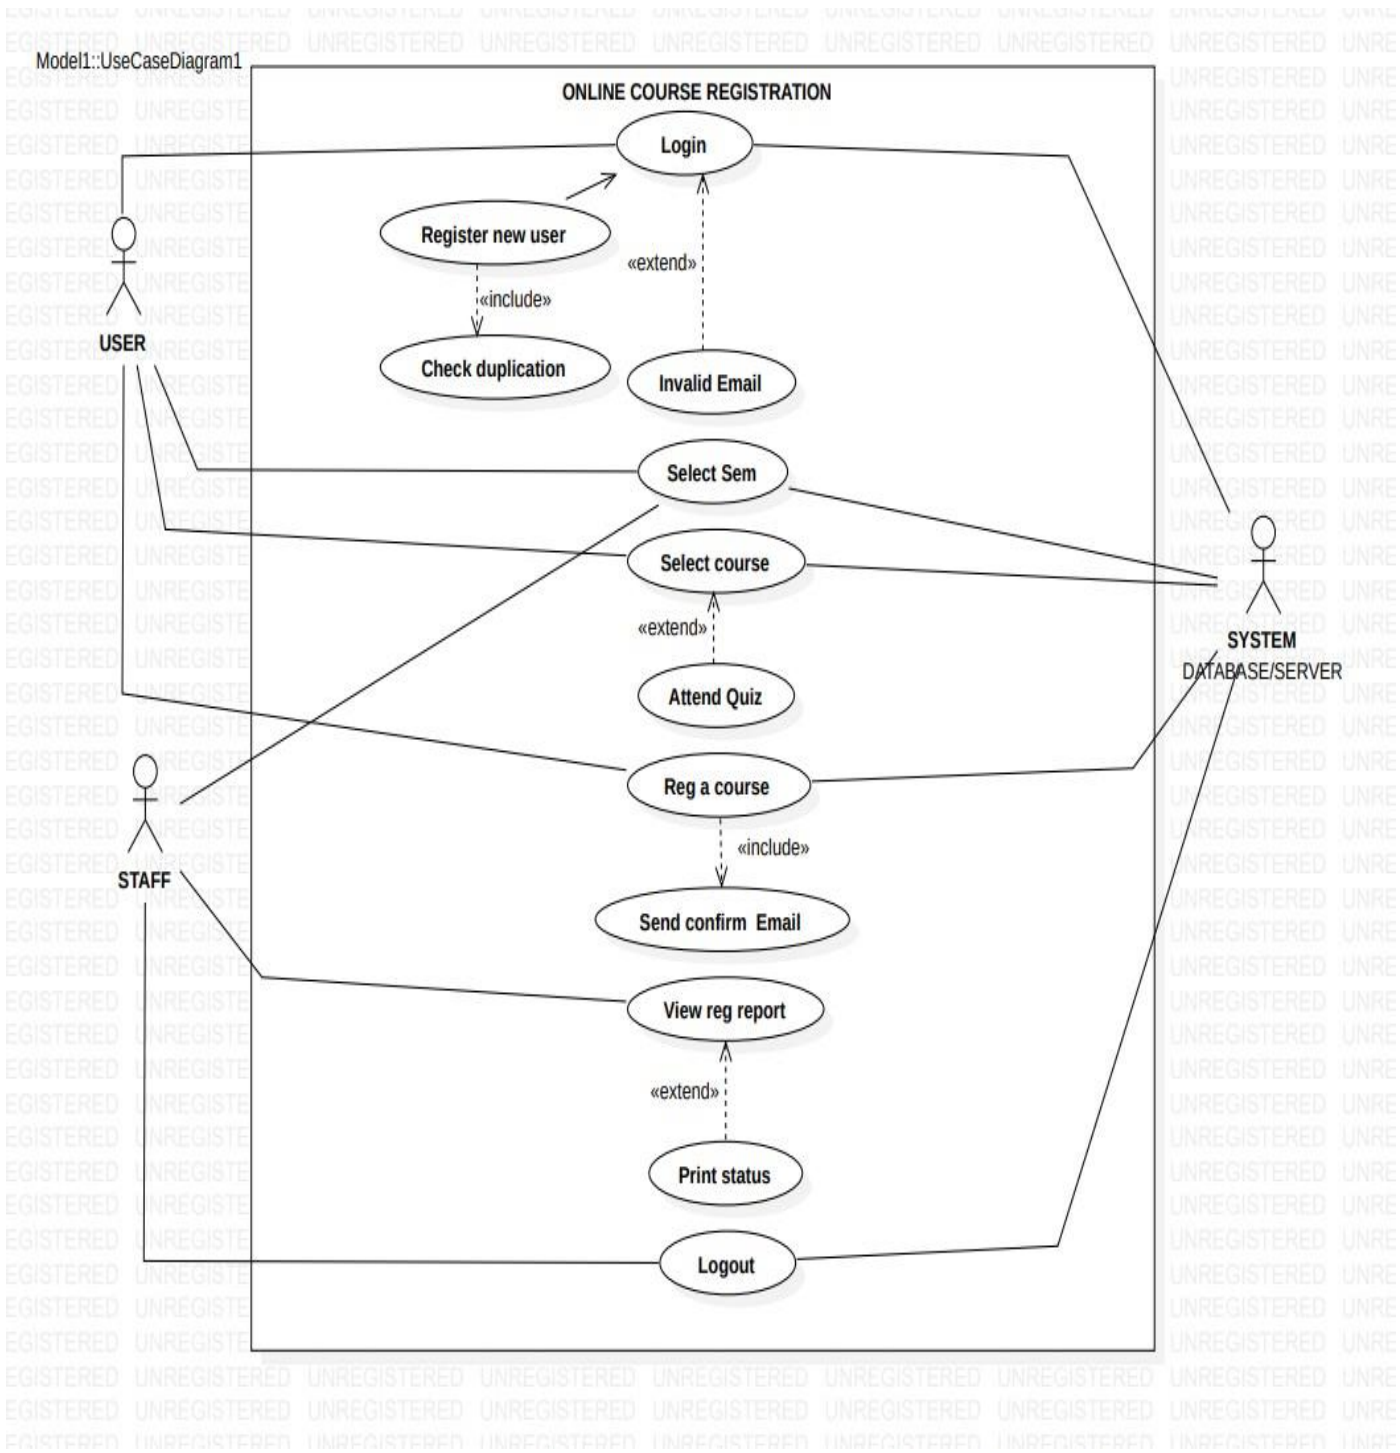 Model1::UseCaseDiagram1
ONLINE COURSE REGISTRATION
Login
Register new user
«extend»
«include»
USER
Check duplication
Invalid Email
Select Sem
Select course
«extend»
SYSTEM
DATABASE/SERVER
Attend Quiz
Reg a course
«include»
STAFF
Send confirm  Email
View reg report
«extend»
Print status
Logout
UNREGISTERED